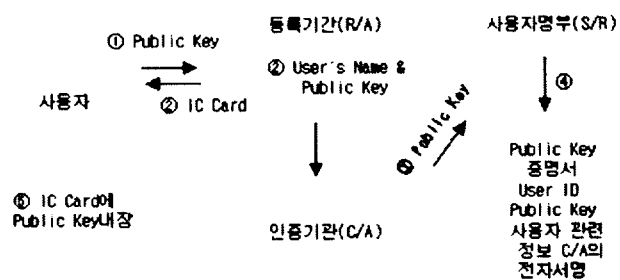 등록기간(R/A)
사용자명부(S/R)
① Public Key
② User's Name &
Public Key
② IC Card
④
사용자
③ Public Key
Public Key
증명서
User ID
Public Key
사용자 관련
정보 C/A의
전자서명
⑤ IC Card에
Public Key내장
인증기관(C/A)